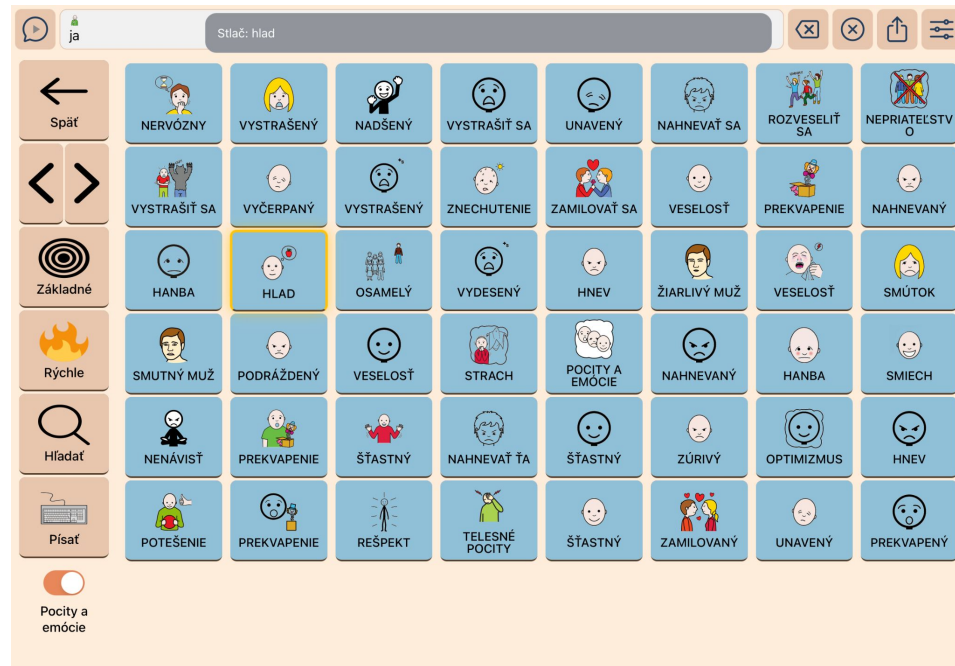 ja
Stlač: hlad
Späť
NERVÓZNY
VYSTRAŠENÝ
NADŠENÝ
VYSTRAŠIŤ SA
UNAVENÝ
NAHNEVAŤ SA
ROZVESELIŤ
SA
NEPRIATEĽSTV
O
VYSTRAŠIŤ SA
VYČERPANÝ
VYSTRAŠENÝ
ZNECHUTENIE
ZAMILOVAŤ SA
VESELOSŤ
PREKVAPENIE
NAHNEVANÝ
Základné
HANBA
HLAD
OSAMELÝ
VYDESENÝ
HNEV
ŽIARLIVÝ MUŽ
VESELOSŤ
SMÚTOK
Rýchle
SMUTNÝ MUŽ
PODRÁŽDENÝ
VESELOSŤ
STRACH
POCITY A
EMÓCIE
NAHNEVANÝ
HANBA
SMIECH
Hľadať
NENÁVISŤ
PREKVAPENIE
ŠŤASTNÝ
NAHNEVAŤ ŤA
ŠŤASTNÝ
ZÚRIVÝ
OPTIMIZMUS
HNEV
Písať
POTEŠENIE
PREKVAPENIE
REŠPEKT
TELESNÉ
POCITY
ŠŤASTNÝ
ZAMILOVANÝ
UNAVENÝ
PREKVAPENÝ
Pocity a
emócie